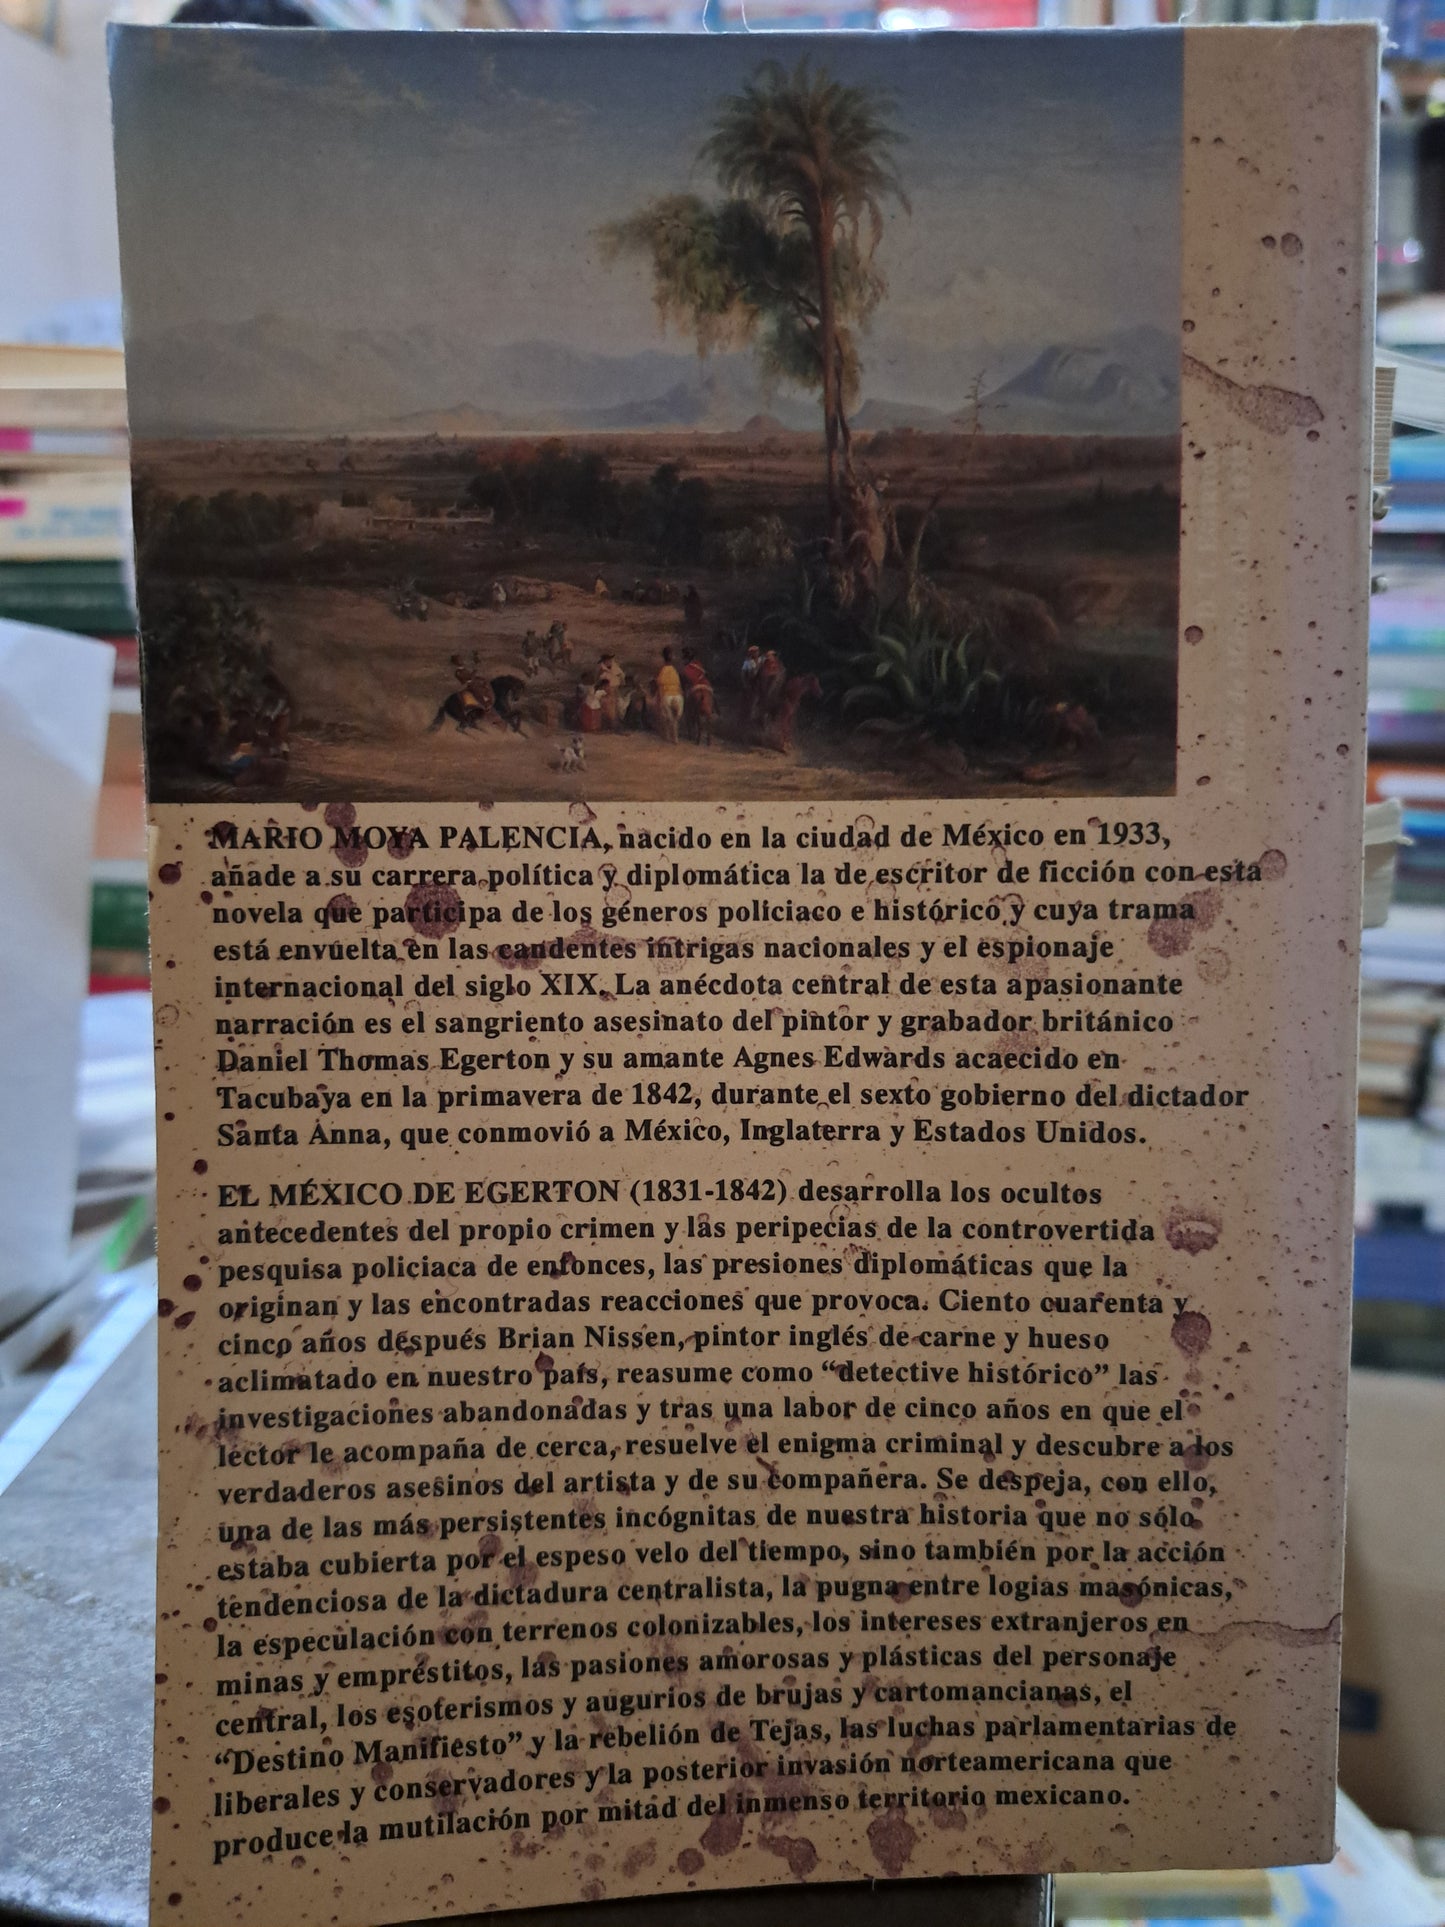 MARIO MOYA PALENCIA, nacido en la ciudad de México en 1933,
añade a su carrera política y diplomática la de escritor de ficción con esta
novela que participa de los géneros policiaco e histórico y cuya trama
está envuelta en las candentes intrigas nacionales y el espionaje
internacional del siglo XIX. La anécdota central de esta apasionante
narración es el sangriento asesinato del pintor y grabador británico
Daniel Thomas Egerton y su amante Agnes Edwards acaecido en
Tacubaya en la primavera de 1842, durante el sexto gobierno del dictador
Santa Anna, que conmovió a México, Inglaterra y Estados Unidos.
EL MÉXICO DE EGERTON (1831-1842) desarrolla los ocultos
antecedentes del propio crimen y las peripecias de la controvertida
pesquisa policiaca de entonces, las presiones diplomáticas que la
originan y las encontradas reacciones que provoca. Ciento cuarenta y
cinco años después Brian Nissen, pintor inglés de carne y hueso
aclimatado en nuestro país, reasume como “detective histórico” las
investigaciones abandonadas y tras una labor de cinco años en que el
lector le acompaña de cerca, resuelve el enigma criminal y descubre a los
verdaderos asesinos del artista y de su compañera. Se despeja, con ello,
una de las más persistentes incógnitas de nuestra historia que no sólo
estaba cubierta por el espeso velo del tiempo, sino también por la acción
tendenciosa de la dictadura centralista, la pugna entre logias masónicas,
la especulación con terrenos colonizables, los intereses extranjeros en
minas y empréstitos, las pasiones amorosas y plásticas del personaje
central, los esoterismos y augurios de brujas y cartomancianas, el
“Destino Manifiesto” y la rebelión de Tejas, las luchas parlamentarias de
liberales y conservadores y la posterior invasión norteamericana que
produce la mutilación por mitad del inmenso territorio mexicano.